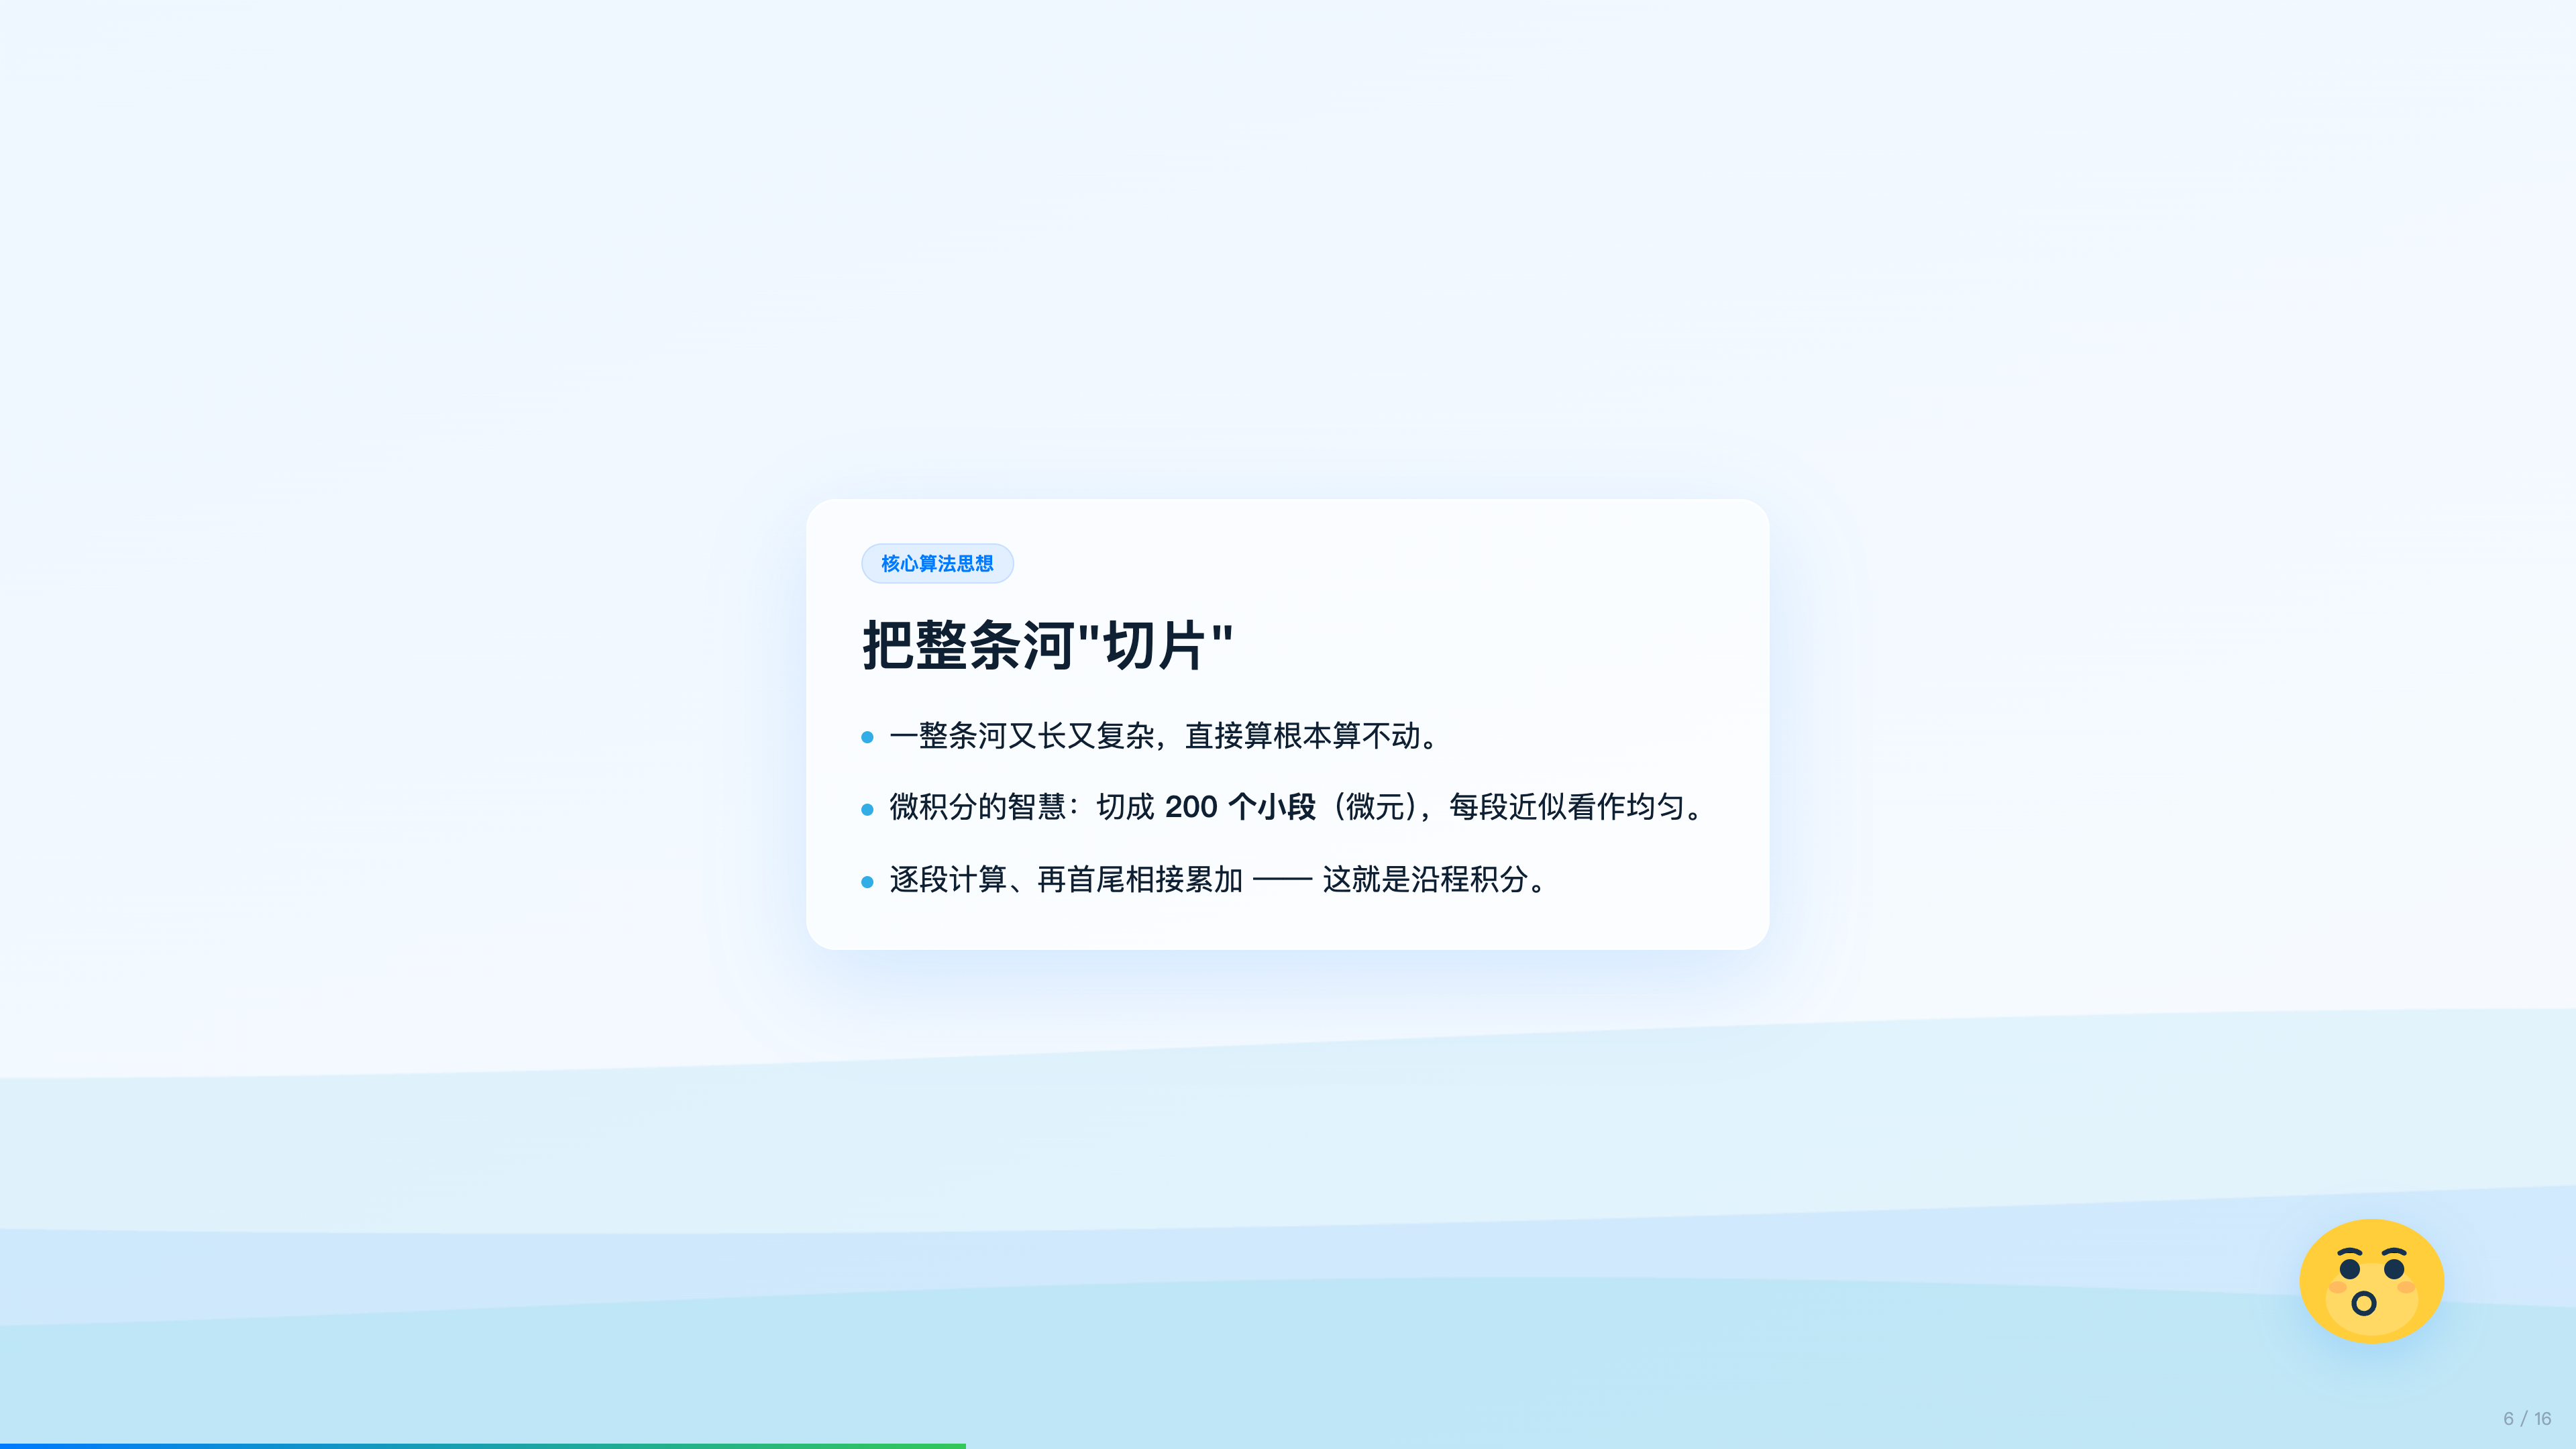 核心算法思想
把整条河"切片"
一整条河又长又复杂，直接算根本算不动。
微积分的智慧：切成 200 个小段（微元），每段近似看作均匀。
逐段计算、再首尾相接累加 —— 这就是沿程积分。
6 / 16